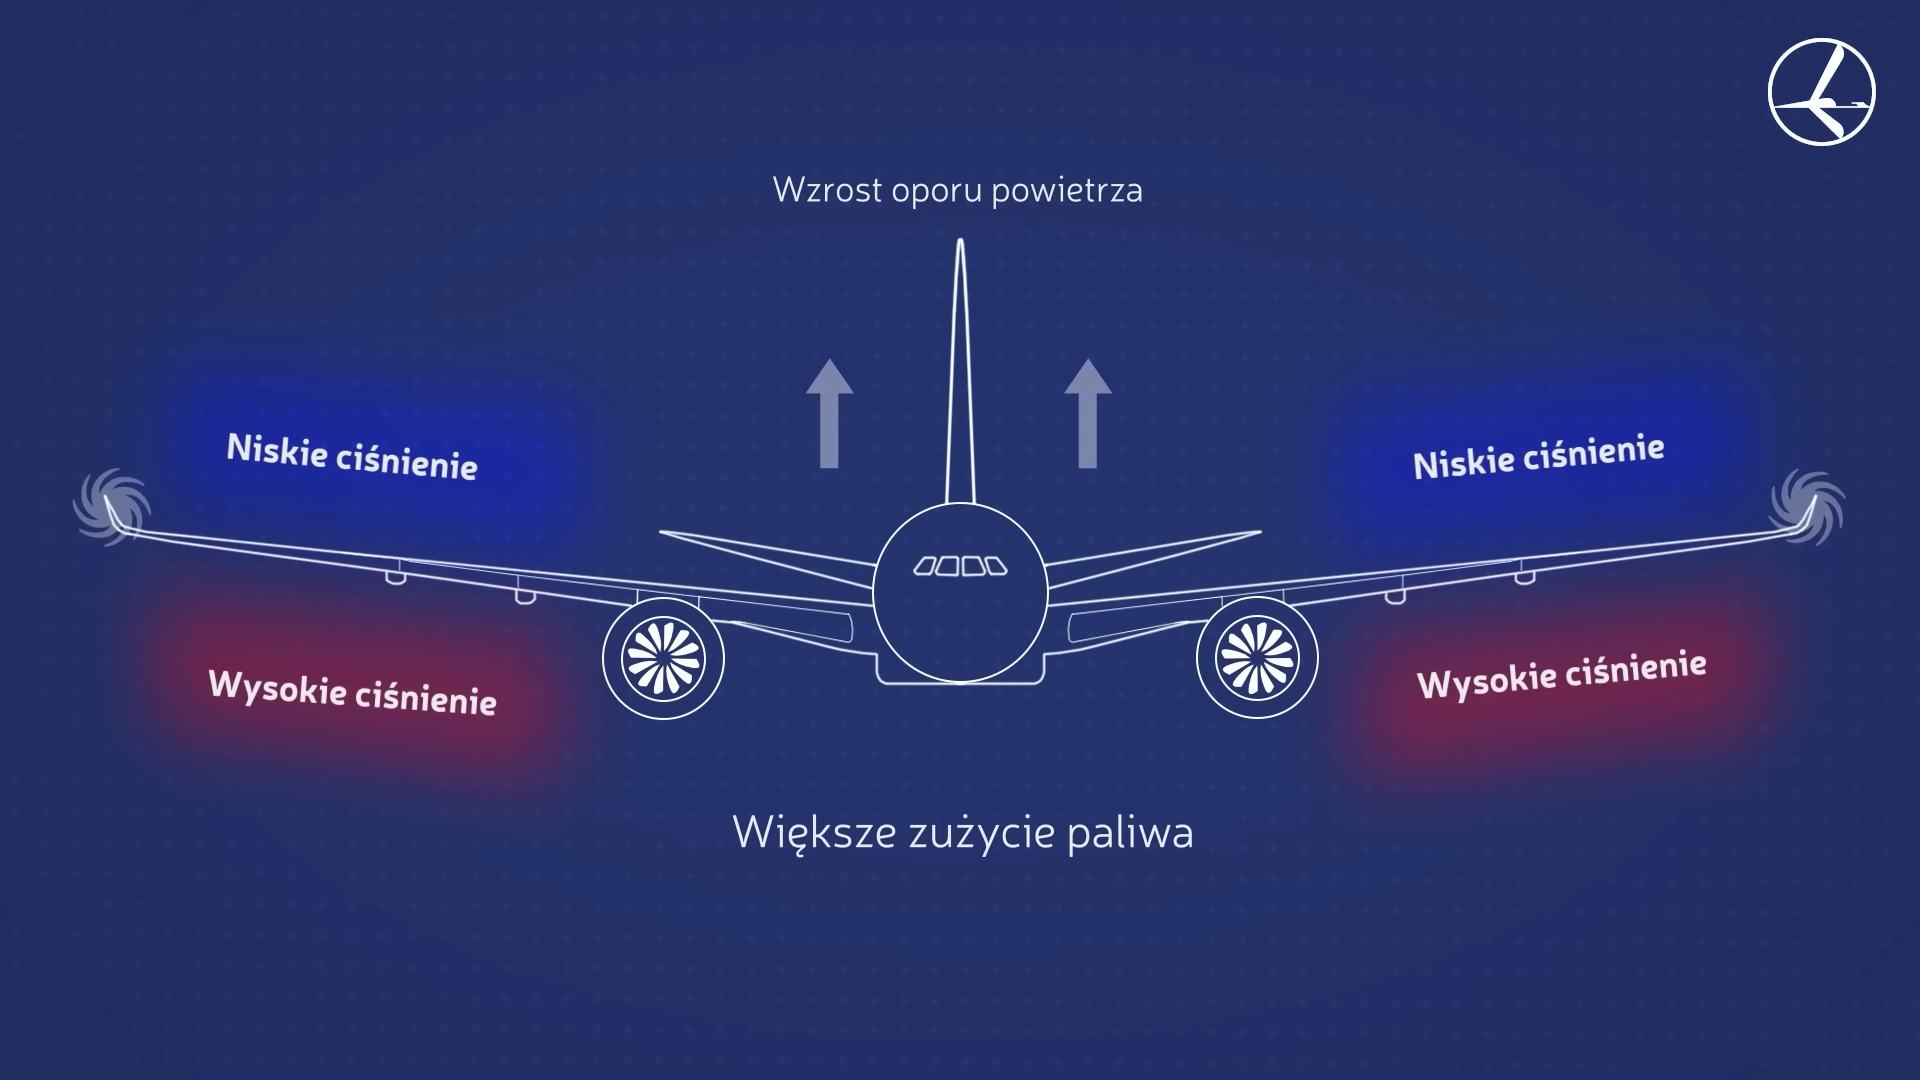 Wzrost oporu powietrza
Niskie ciśnienie
Niskie ciśnienie
Wysokie ciśnienie
Wysokie ciśnienie
Większe zużycie paliwa